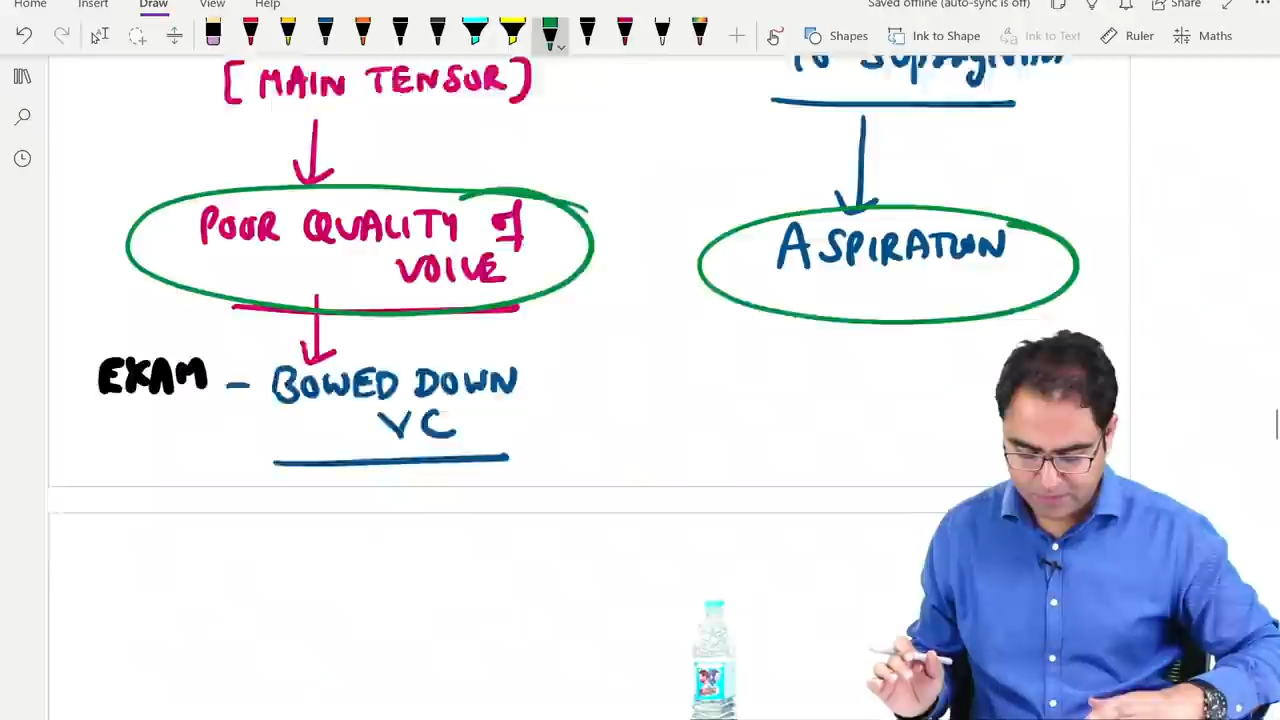 Home Insert Draw View Help Saved offline (auto-sync is off) Share
Shapes Ink to Shape Ink to Text Ruler Maths
[MAIN TENSOR]
POOR QUALITY of
VOICE
EXAM - BOWED DOWN
VC
ASPIRATION